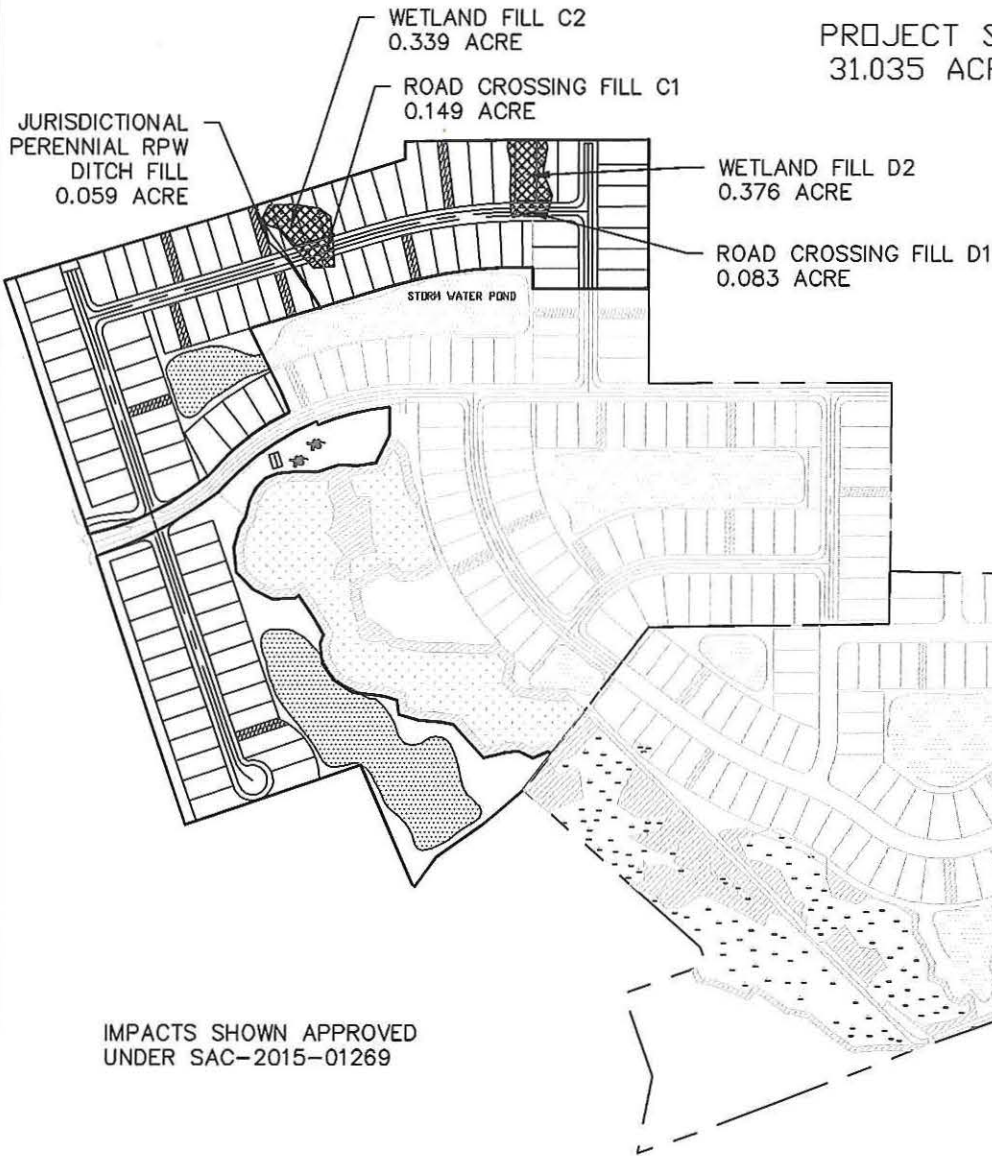 WETLAND FILL C2
0.339 ACRE
PROJECT
31.035
ROAD CROSSING FILL C1
0.149 ACRE
JURISDICTIONAL
PERENNIAL RPW
DITCH FILL
0.059 ACRE
WETLAND FILL D2
0.376 ACRE
ROAD CROSSING FILL D1
0.083 ACRE
STORM WATER POND
IMPACTS SHOWN APPROVED
UNDER SAC-2015-01269